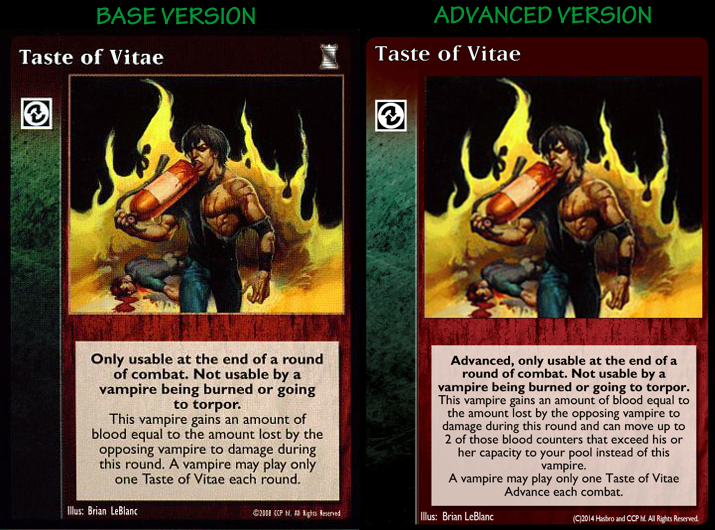 BASE VERSION
Taste of Vitae
Only usable at the end of a round
of combat. Not usable by a
vampire being burned or going
to torpor.
This vampire gains an amount of
blood equal to the amount lost by the
opposing vampire to damage during
this round. A vampire may play only
one Taste of Vitae each round.
Illus: Brian LeBlanc
©2008 CCP hf. All Rights Reserved.
ADVANCED VERSION
Taste of Vitae
Advanced, only usable at the end of a
round of combat. Not usable by a
vampire being burned or going to torpor.
This vampire gains an amount of blood equal to
the amount lost by the opposing vampire to
damage during this round and can move up to
2 of those blood counters that exceed his or
her capacity to your pool instead of this
vampire.
A vampire may play only one Taste of Vitae
Advance each combat.
Illus: Brian LeBlanc
(C)2014 Hasbro and CCP hf. All Rights Reserved.